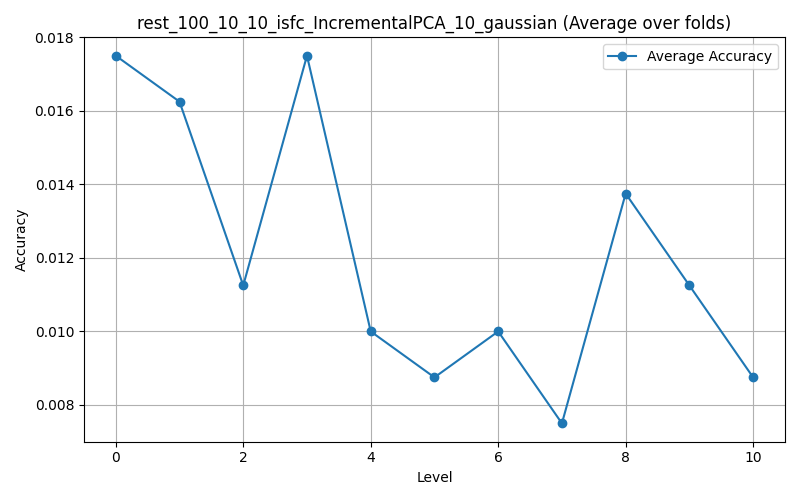 rest_100_10_10_isfc_IncrementalPCA_10_gaussian (Average over folds)
Average Accuracy
0.018
0.016
0.014
0.012
0.010
0.008
Accuracy
0 2 4 6 8 10
Level